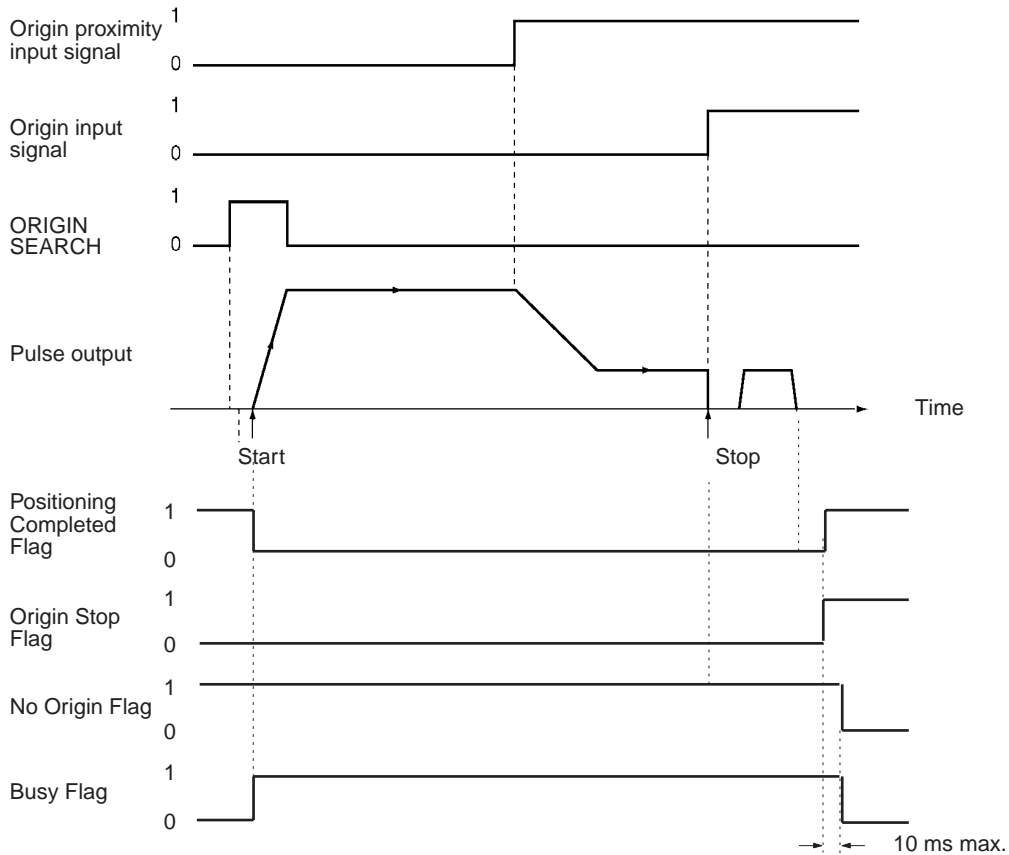 Origin proximity
input signal
1
0
Origin input
signal
1
0
ORIGIN
SEARCH
1
0
Pulse output
Time
Start
Stop
Positioning
Completed
Flag
1
0
Origin Stop
Flag
1
0
No Origin Flag
1
0
Busy Flag
1
0
10 ms max.